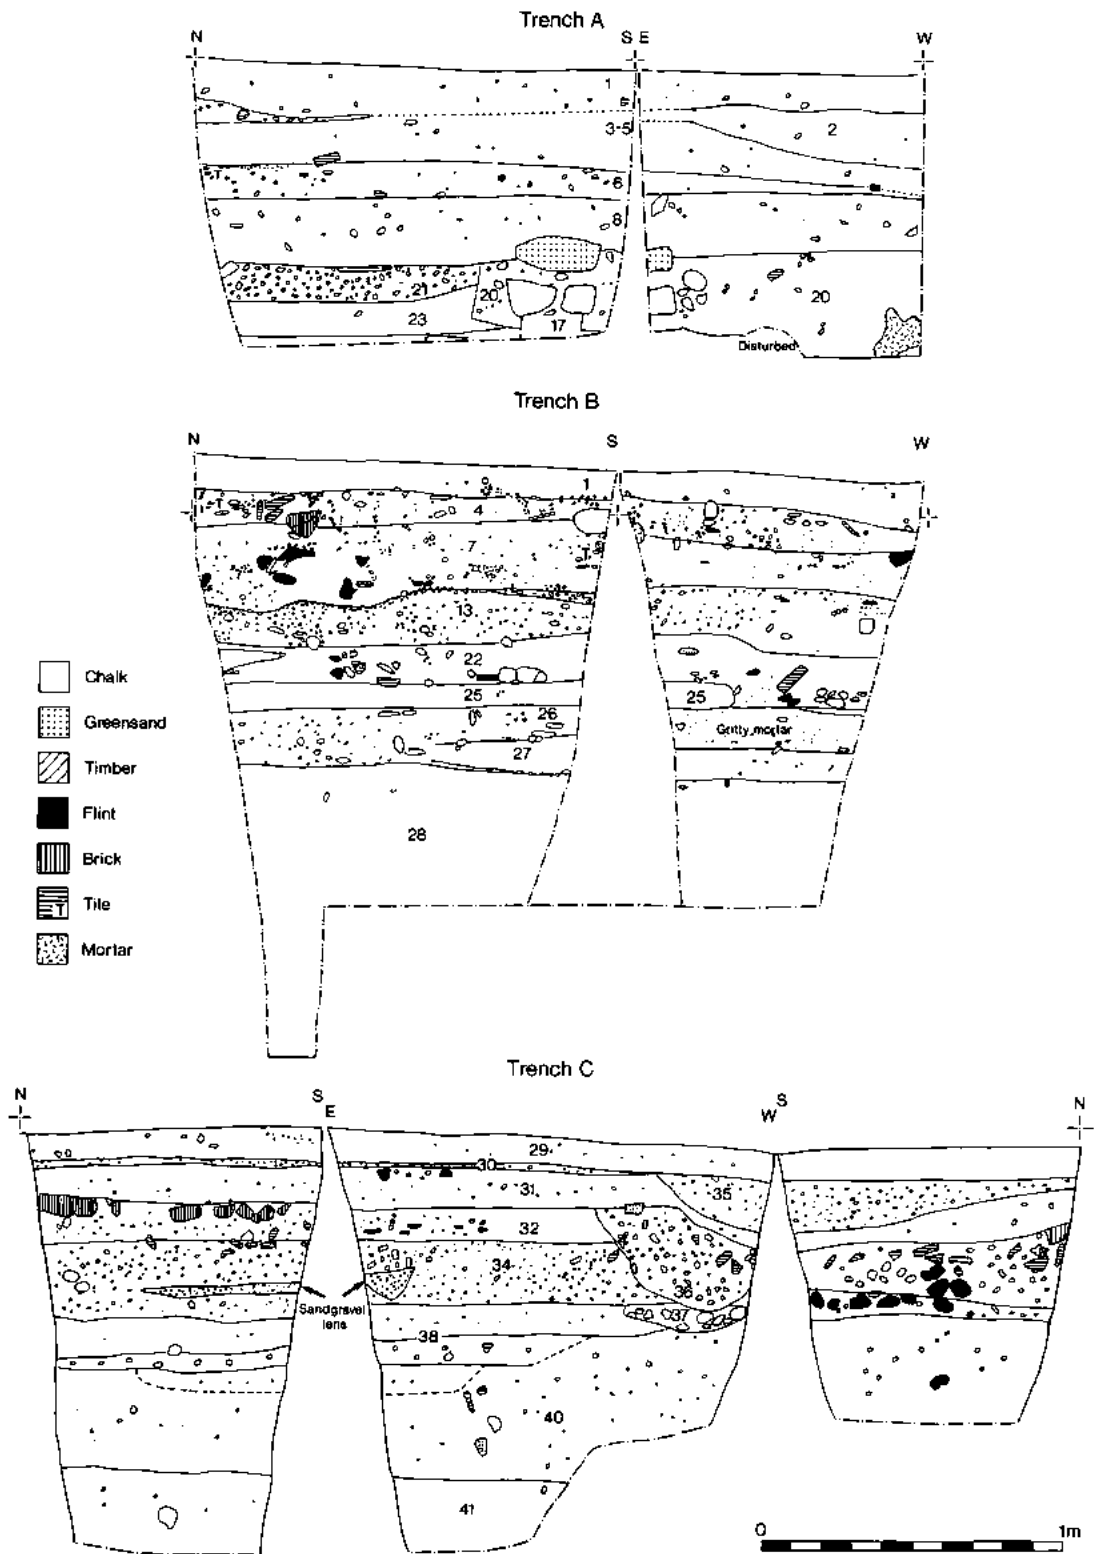 Trench A
N
S E
W
1
3-5
2
T
6
8
21
20
20
23
17
Disturbed
Trench B
N
S
W
1
T
4
7
T
13
22
25
25
26
Gritty mortar
27
28
Chalk
Greensand
Timber
Flint
Brick
T
Tile
Mortar
Trench C
N
S
E
W
S
N
29
30
31
35
32
34
36
Sandgravel
lens
37
38
40
41
0
1m